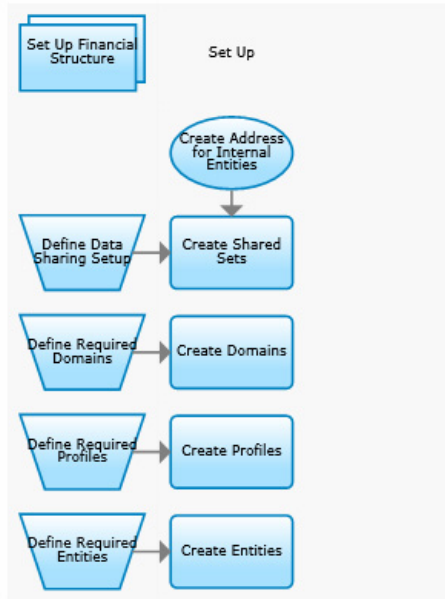 Set Up Financial
Structure
Set Up
Create Address
for Internal
Entities
Define Data
Sharing Setup
Create Shared
Sets
Define Required
Domains
Create Domains
Define Required
Profiles
Create Profiles
Define Required
Entities
Create Entities